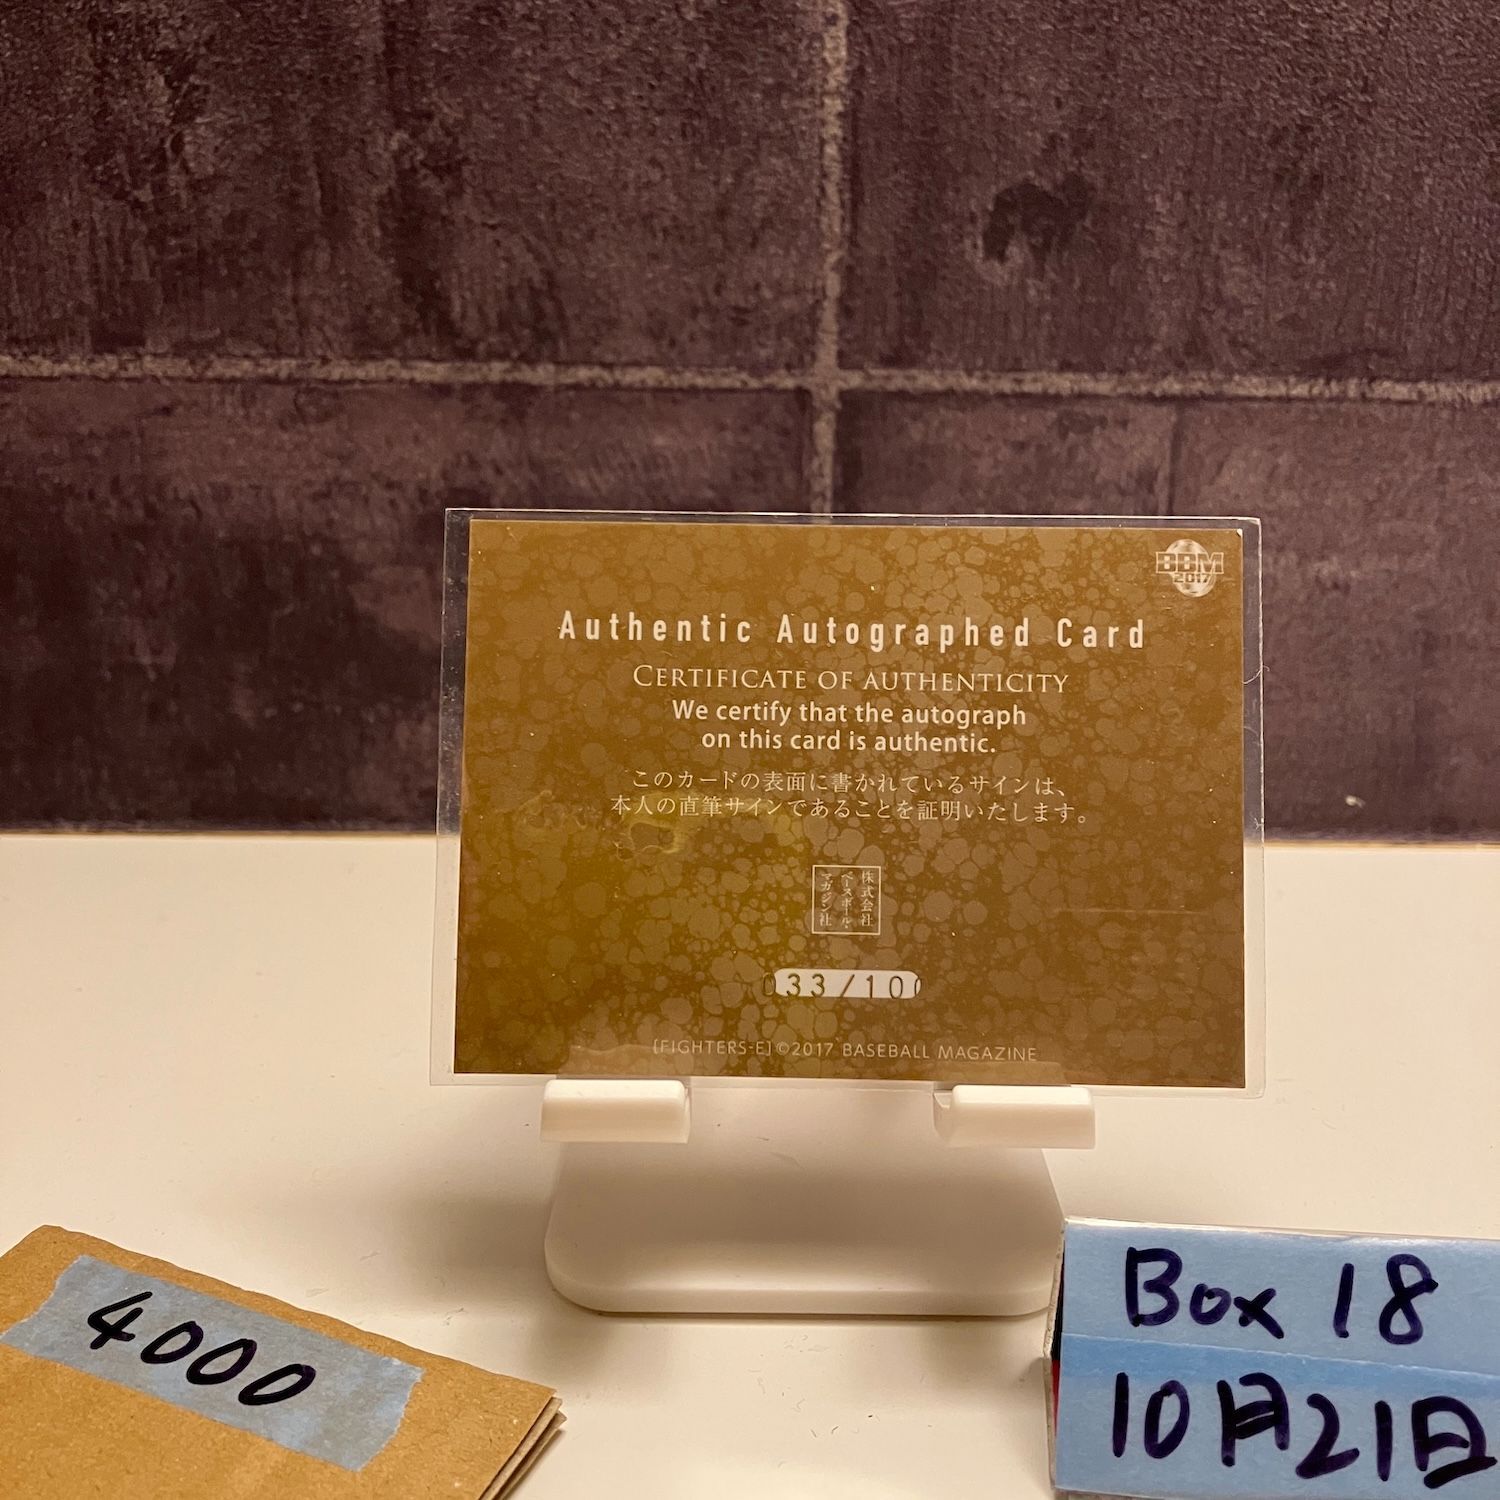 BBM
2017
Authentic Autographed Card
CERTIFICATE OF AUTHENTICITY
We certify that the autograph
on this card is authentic.
このカードの表面に書かれているサインは、
本人の直筆サインであることを証明いたします。
株式会社
ベースボール・
マガジン社
033/100
[FIGHTERS-E]©2017 BASEBALL MAGAZINE
4000
Box 18
10月21日